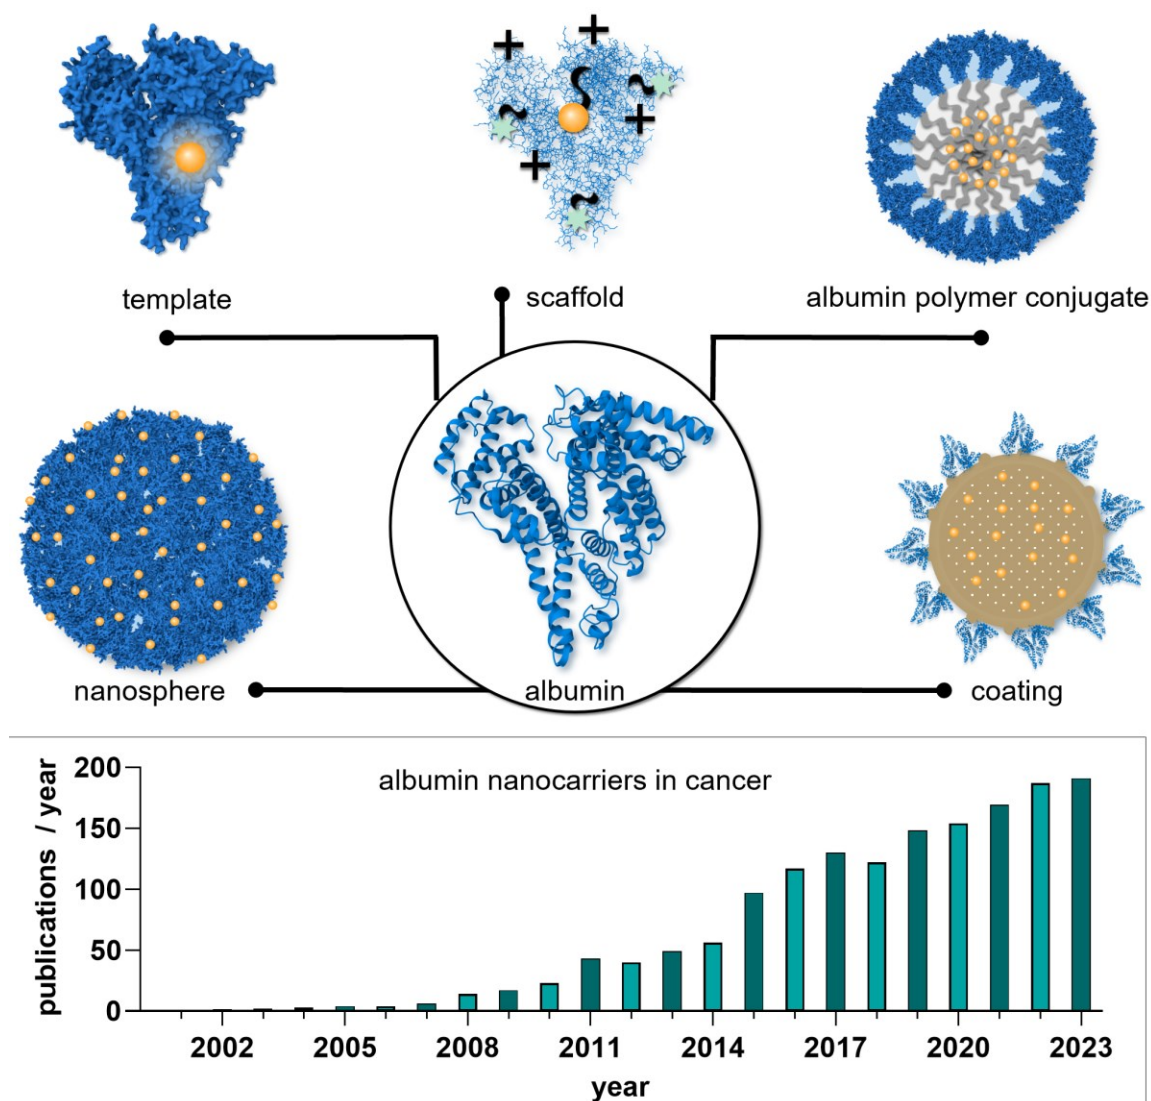 template
scaffold
albumin polymer conjugate
nanosphere
albumin
coating
albumin nanocarriers in cancer
publications / year
200
150
100
50
0
2002 2005 2008 2011 2014 2017 2020 2023
year